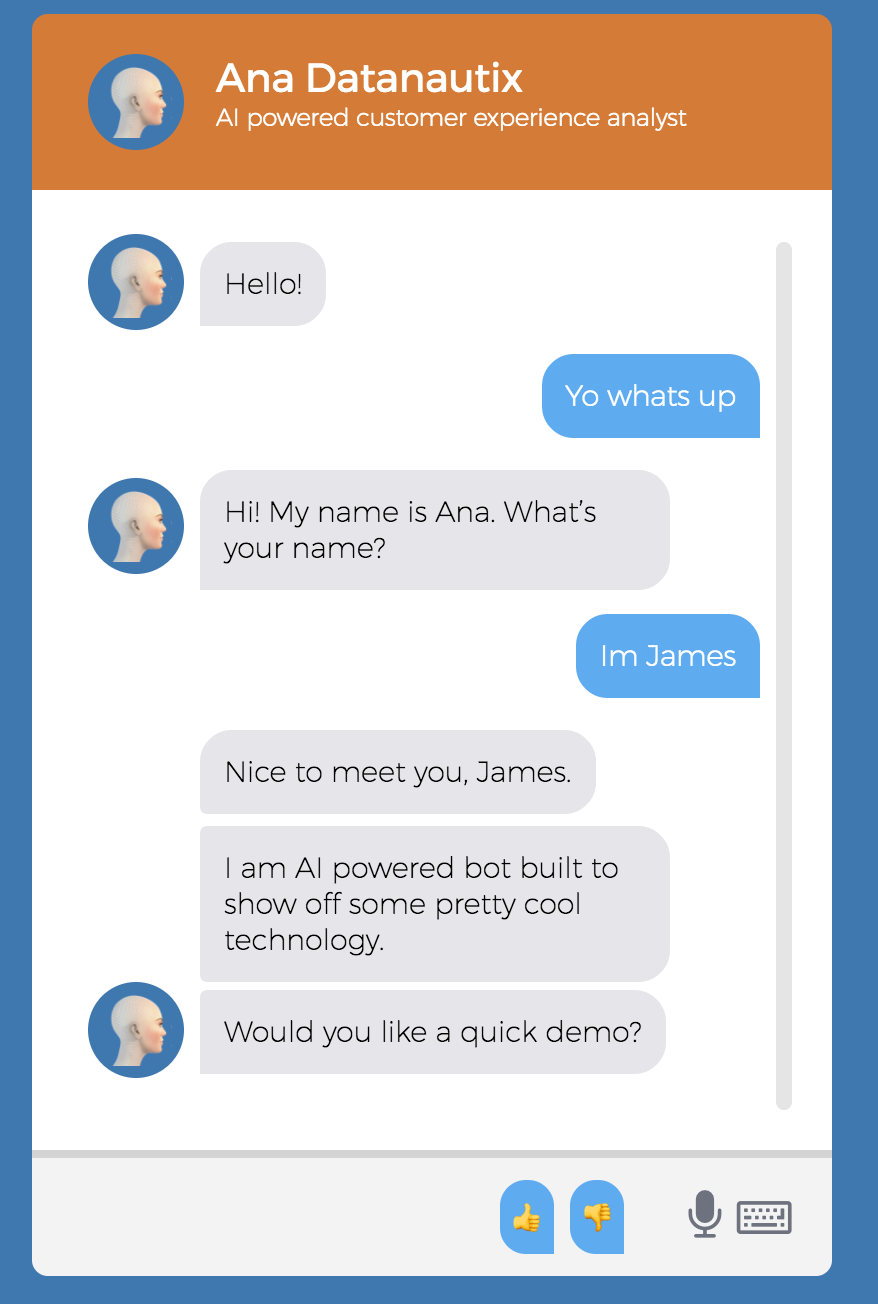 Ana Datanautix
AI powered customer experience analyst
Hello!
Yo whats up
Hi! My name is Ana. What’s
your name?
Im James
Nice to meet you, James.
I am AI powered bot built to
show off some pretty cool
technology.
Would you like a quick demo?
👍 👎